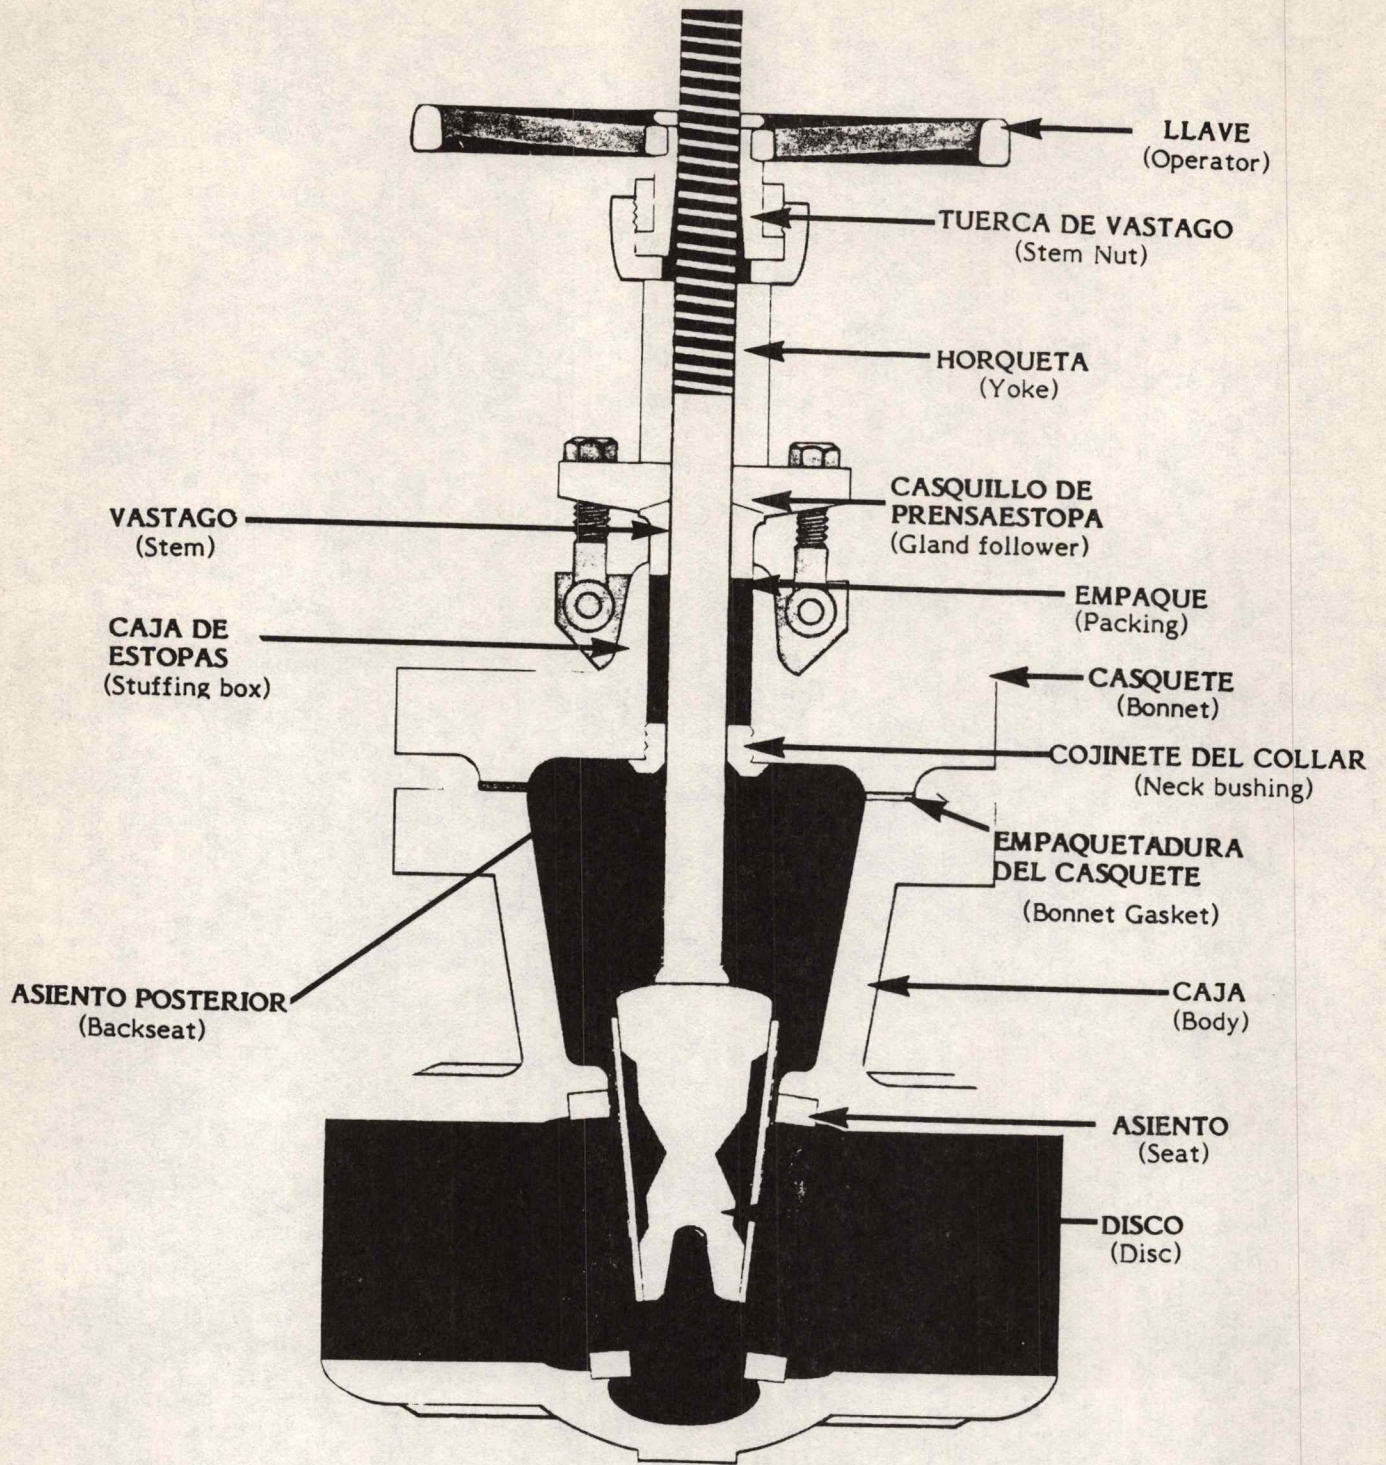 LLAVE
(Operator)
TUERCA DE VASTAGO
(Stem Nut)
HORQUETA
(Yoke)
CASQUILLO DE
PRENSAESTOPA
(Gland follower)
VASTAGO
(Stem)
EMPAQUE
(Packing)
CAJA DE
ESTOPAS
(Stuffing box)
CASQUETE
(Bonnet)
COJINETE DEL COLLAR
(Neck bushing)
EMPAQUETADURA
DEL CASQUETE
(Bonnet Gasket)
ASIENTO POSTERIOR
(Backseat)
CAJA
(Body)
ASIENTO
(Seat)
DISCO
(Disc)